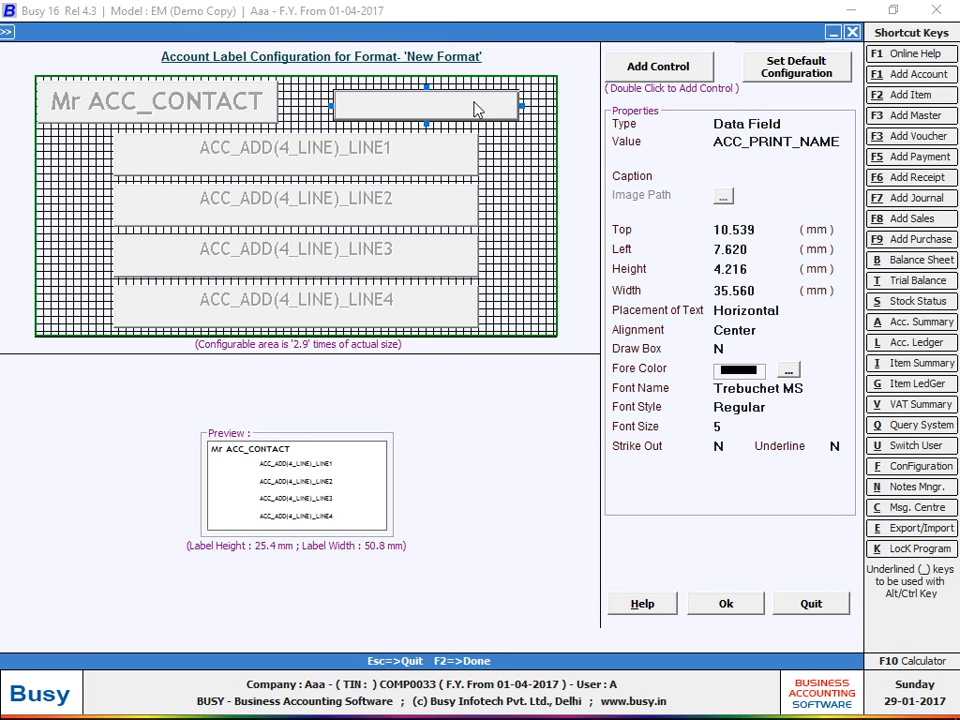 Busy 16 Rel 4.3 | Model : EM (Demo Copy) | Aaa - F.Y. From 01-04-2017
>>
Account Label Configuration for Format- 'New Format'
Mr ACC_CONTACT
ACC_ADD(4_LINE)_LINE1
ACC_ADD(4_LINE)_LINE2
ACC_ADD(4_LINE)_LINE3
ACC_ADD(4_LINE)_LINE4
(Configurable area is '2.9' times of actual size)
Preview :
Mr ACC_CONTACT
ACC_ADD(4_LINE)_LINE1
ACC_ADD(4_LINE)_LINE2
ACC_ADD(4_LINE)_LINE3
ACC_ADD(4_LINE)_LINE4
(Label Height : 25.4 mm ; Label Width : 50.8 mm)
Add Control
Set Default
Configuration
( Double Click to Add Control )
Properties
Type Data Field
Value ACC_PRINT_NAME
Caption
Image Path ...
Top 10.539 ( mm )
Left 7.620 ( mm )
Height 4.216 ( mm )
Width 35.560 ( mm )
Placement of Text Horizontal
Alignment Center
Draw Box N
Fore Color ...
Font Name Trebuchet MS
Font Style Regular
Font Size 5
Strike Out N Underline N
Help Ok Quit
Shortcut Keys
F1 Online Help
F1 Add Account
F2 Add Item
F3 Add Master
F3 Add Voucher
F5 Add Payment
F6 Add Receipt
F7 Add Journal
F8 Add Sales
F9 Add Purchase
B Balance Sheet
T Trial Balance
S Stock Status
A Acc. Summary
L Acc. Ledger
I Item Summary
G Item LedGer
V VAT Summary
Q Query System
U Switch User
F ConFiguration
N Notes Mngr.
C Msg. Centre
E Export/Import
K LocK Program
Underlined (_) keys
to be used with
Alt/Ctrl Key
Esc=>Quit F2=>Done
F10 Calculator
Busy
Company : Aaa - ( TIN : ) COMP0033 ( F.Y. From 01-04-2017 ) - User : A
BUSY - Business Accounting Software ; (c) Busy Infotech Pvt. Ltd., Delhi ; www.busy.in
BUSINESS
ACCOUNTING
SOFTWARE
Sunday
29-01-2017